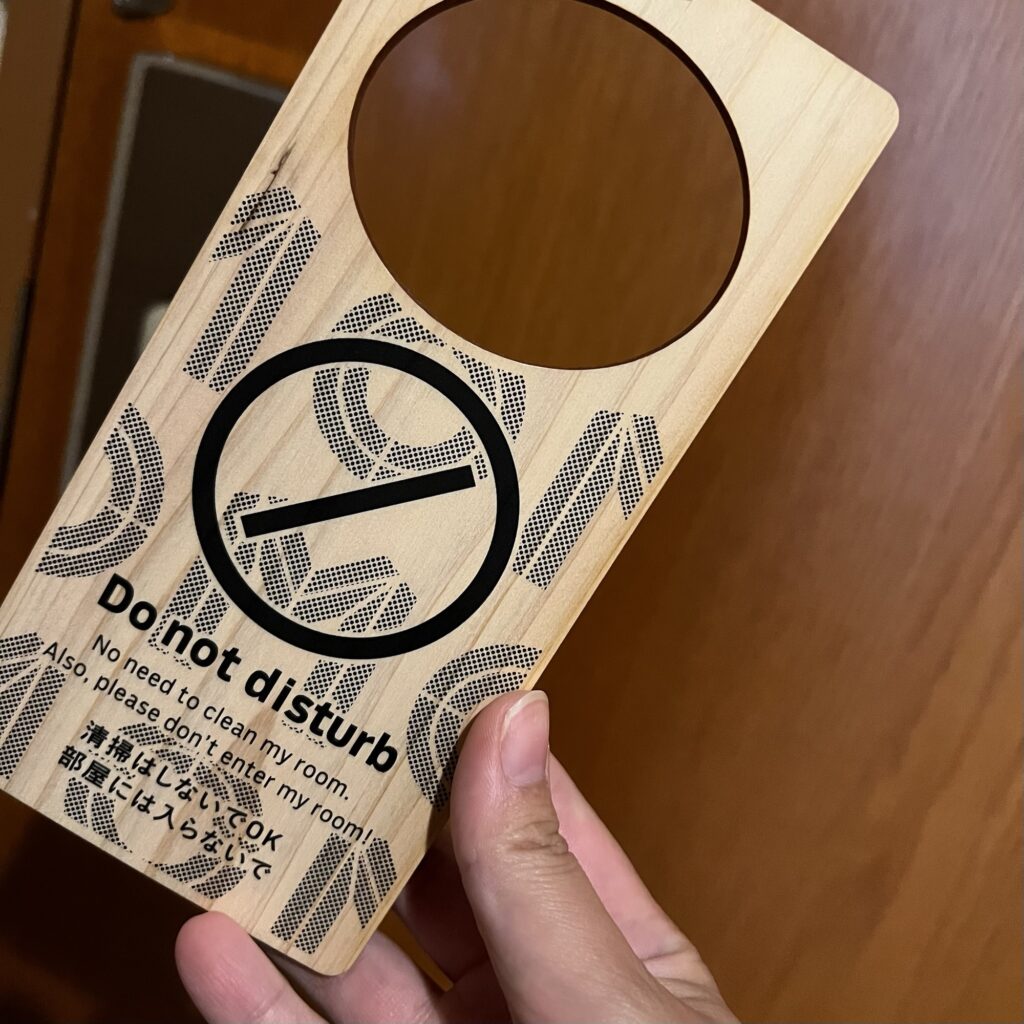 Do not disturb
No need to clean my room.
Also, please don't enter my room!
清掃はしないでOK
部屋には入らないで